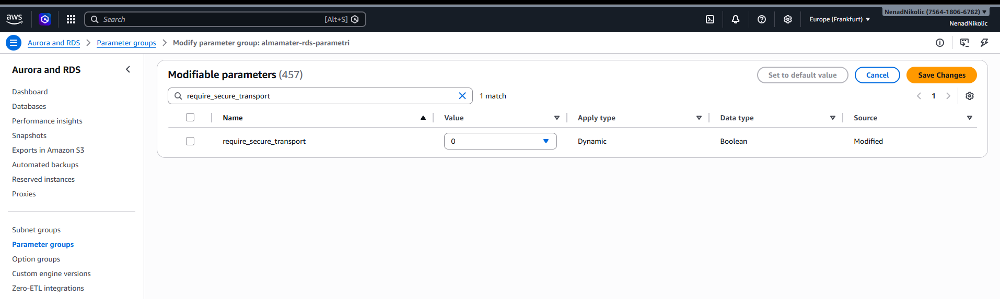 aws
Search [Alt+S]
Europe (Frankfurt)
NenadNikolic (7564-1806-6782)
NenadNikolic
Aurora and RDS
Parameter groups
Modify parameter group: almamater-rds-parametri
Aurora and RDS
Dashboard
Databases
Performance insights
Snapshots
Exports in Amazon S3
Automated backups
Reserved instances
Proxies
Subnet groups
Parameter groups
Option groups
Custom engine versions
Zero-ETL integrations
Modifiable parameters (457)
Set to default value
Cancel
Save Changes
require_secure_transport
1 match
1
Name Value Apply type Data type Source
require_secure_transport 0 Dynamic Boolean Modified